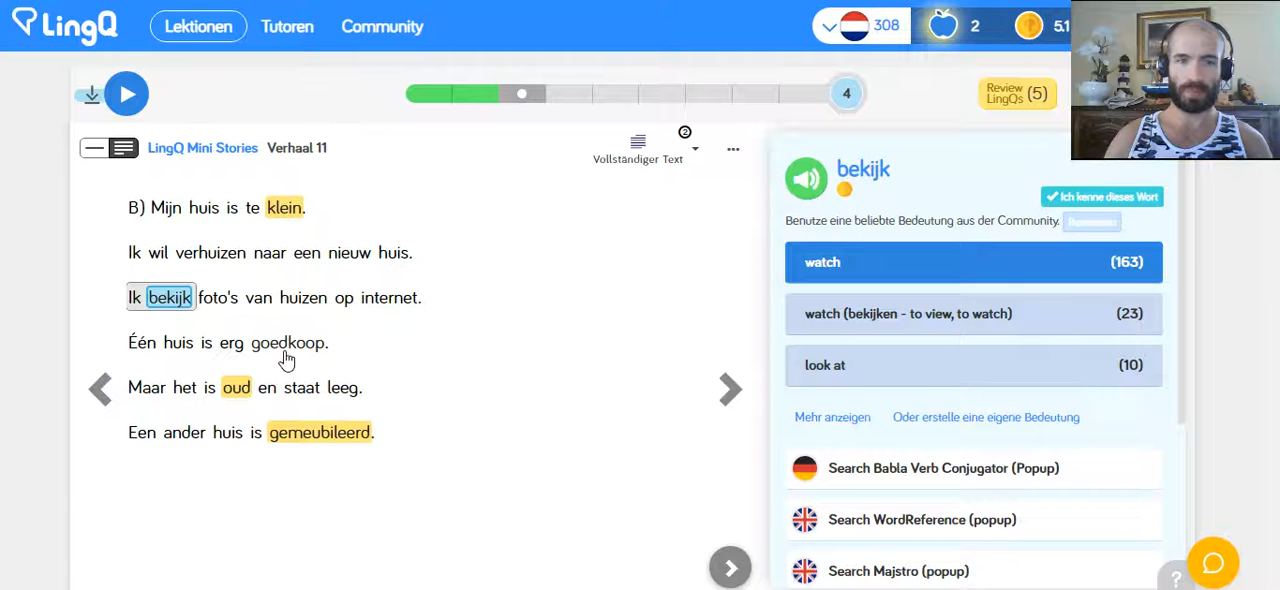 LingQ Lektionen Tutoren Community 308 2 5.1
4 Review LingQs (5)
LingQ Mini Stories Verhaal 11 Vollständiger Text 2 ...
B) Mijn huis is te klein.
Ik wil verhuizen naar een nieuw huis.
Ik bekijk foto's van huizen op internet.
Één huis is erg goedkoop.
Maar het is oud en staat leeg.
Een ander huis is gemeubileerd.
bekijk
Ich kenne dieses Wort
Benutze eine beliebte Bedeutung aus der Community.
watch (163)
watch (bekijken - to view, to watch) (23)
look at (10)
Mehr anzeigen Oder erstelle eine eigene Bedeutung
Search Babla Verb Conjugator (Popup)
Search WordReference (popup)
Search Majstro (popup)
?